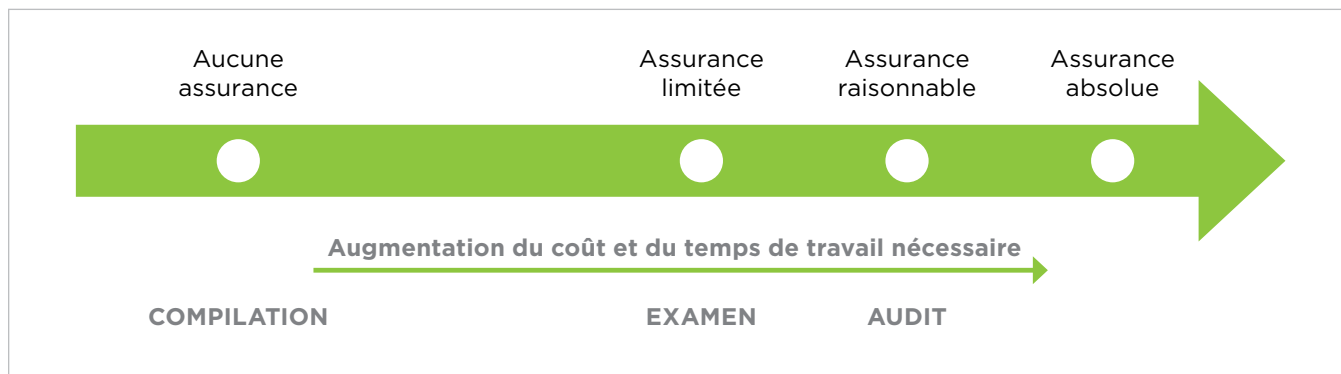 Aucune
assurance
Assurance
limitée
Assurance
raisonnable
Assurance
absolue
Augmentation du coût et du temps de travail nécessaire
COMPILATION
EXAMEN
AUDIT